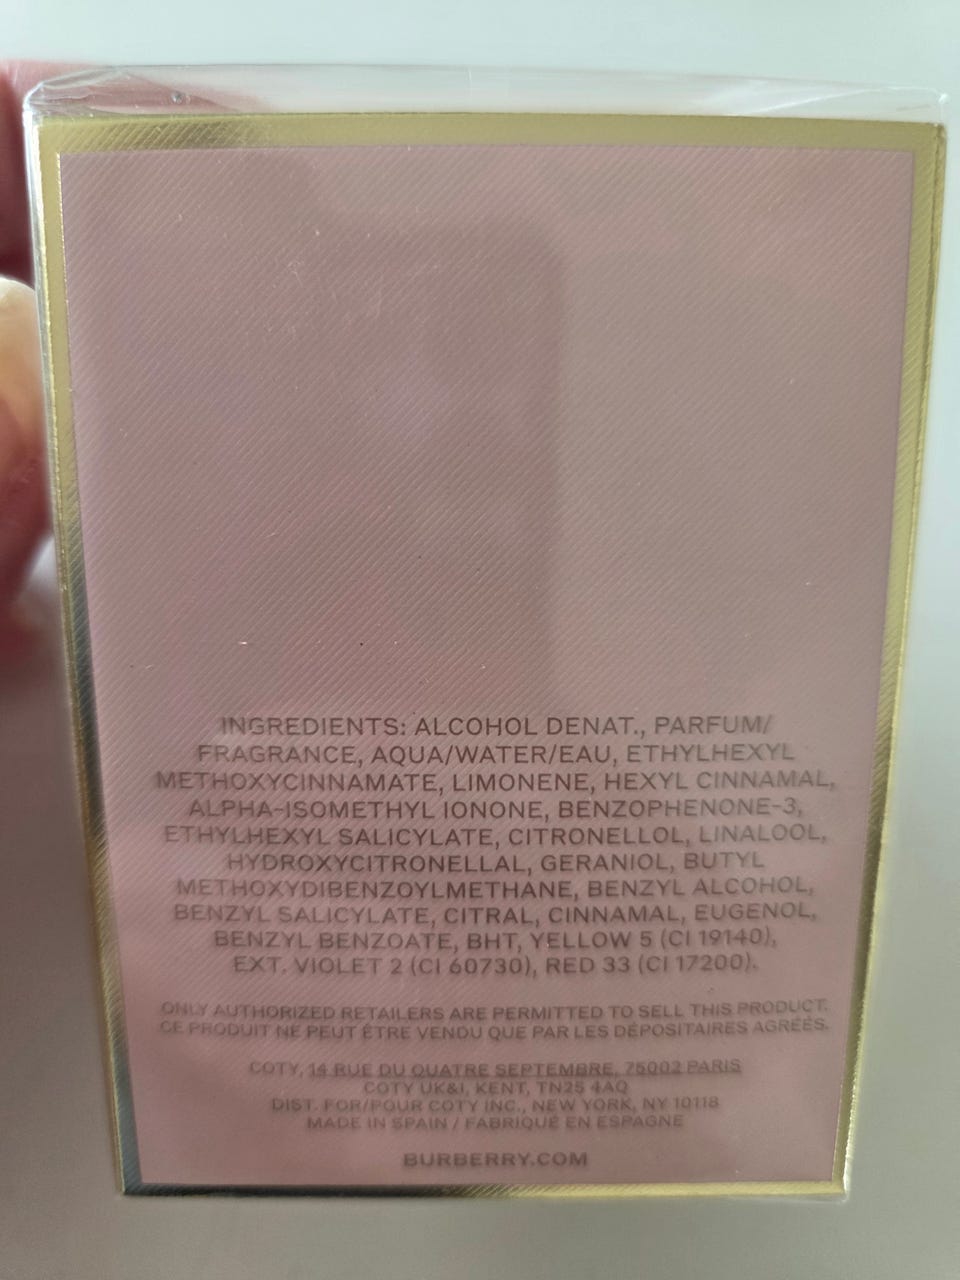 INGREDIENTS: ALCOHOL DENAT., PARFUM/
FRAGRANCE, AQUA/WATER/EAU, ETHYLHEXYL
METHOXYCINNAMATE, LIMONENE, HEXYL CINNAMAL,
ALPHA-ISOMETHYL IONONE, BENZOPHENONE-3,
ETHYLHEXYL SALICYLATE, CITRONELLOL, LINALOOL,
HYDROXYCITRONELLAL, GERANIOL, BUTYL
METHOXYDIBENZOYLMETHANE, BENZYL ALCOHOL,
BENZYL SALICYLATE, CITRAL, CINNAMAL, EUGENOL,
BENZYL BENZOATE, BHT, YELLOW 5 (CI 19140),
EXT. VIOLET 2 (CI 60730), RED 33 (CI 17200).
ONLY AUTHORIZED RETAILERS ARE PERMITTED TO SELL THIS PRODUCT.
CE PRODUIT NE PEUT ÊTRE VENDU QUE PAR LES DÉPOSITAIRES AGRÉÉS.
COTY, 14 RUE DU QUATRE SEPTEMBRE, 75002 PARIS
COTY UK&I, KENT, TN25 4AQ
DIST. FOR/POUR COTY INC., NEW YORK, NY 10118
MADE IN SPAIN / FABRIQUÉ EN ESPAGNE
BURBERRY.COM